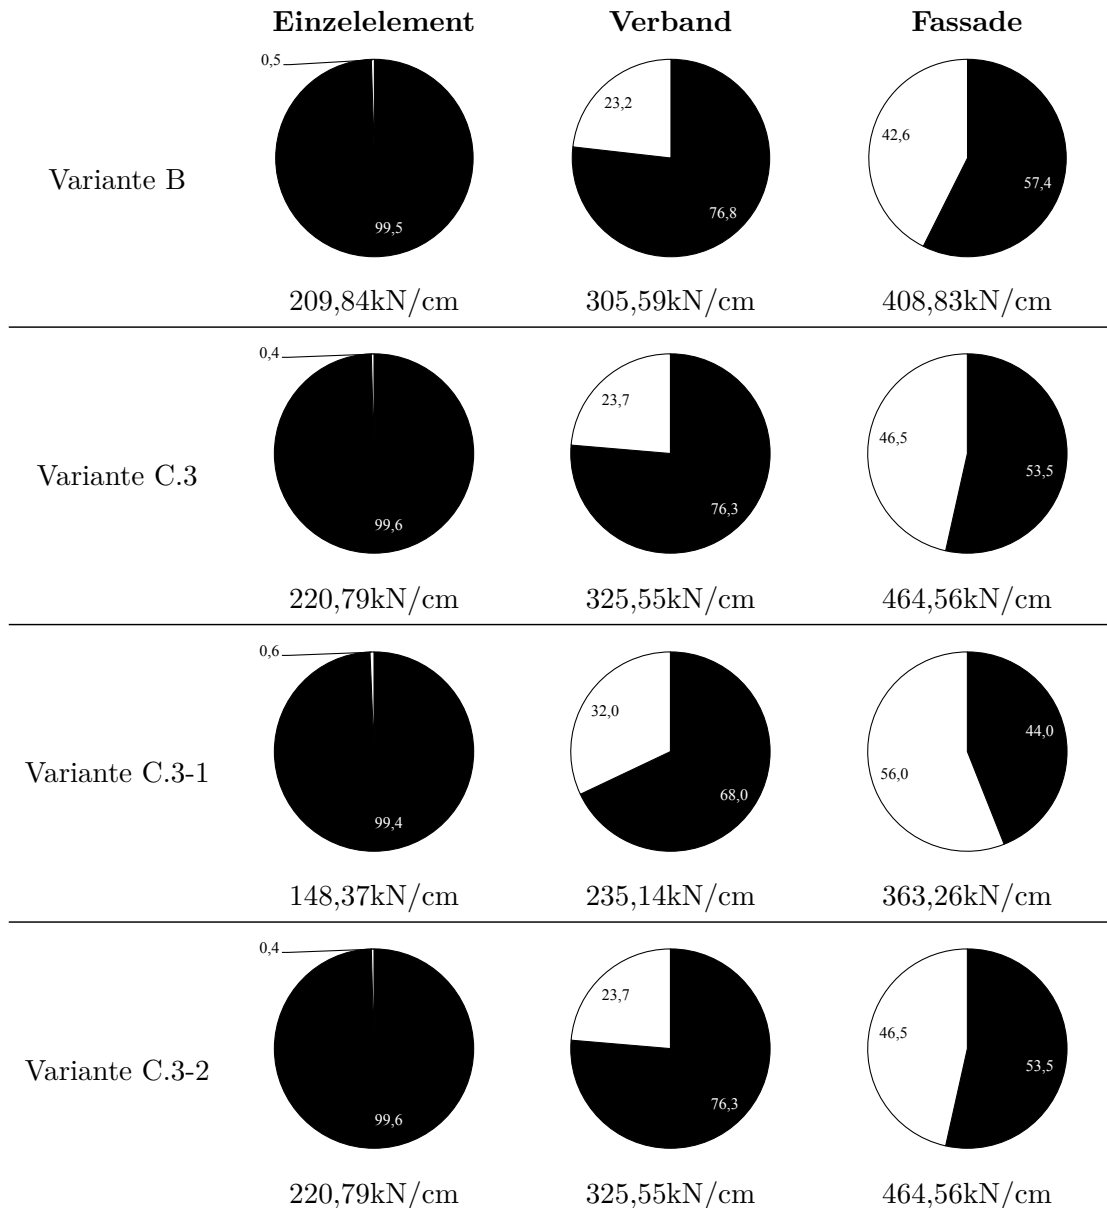 Einzelelement Verband Fassade
0,5
23,2
42,6
57,4
Variante B
99,5
76,8
209,84kN/cm 305,59kN/cm 408,83kN/cm
0,4
23,7
46,5
53,5
Variante C.3
99,6
76,3
220,79kN/cm 325,55kN/cm 464,56kN/cm
0,6
32,0
44,0
56,0
Variante C.3-1
68,0
99,4
148,37kN/cm 235,14kN/cm 363,26kN/cm
0,4
23,7
46,5
53,5
Variante C.3-2
76,3
99,6
220,79kN/cm 325,55kN/cm 464,56kN/cm